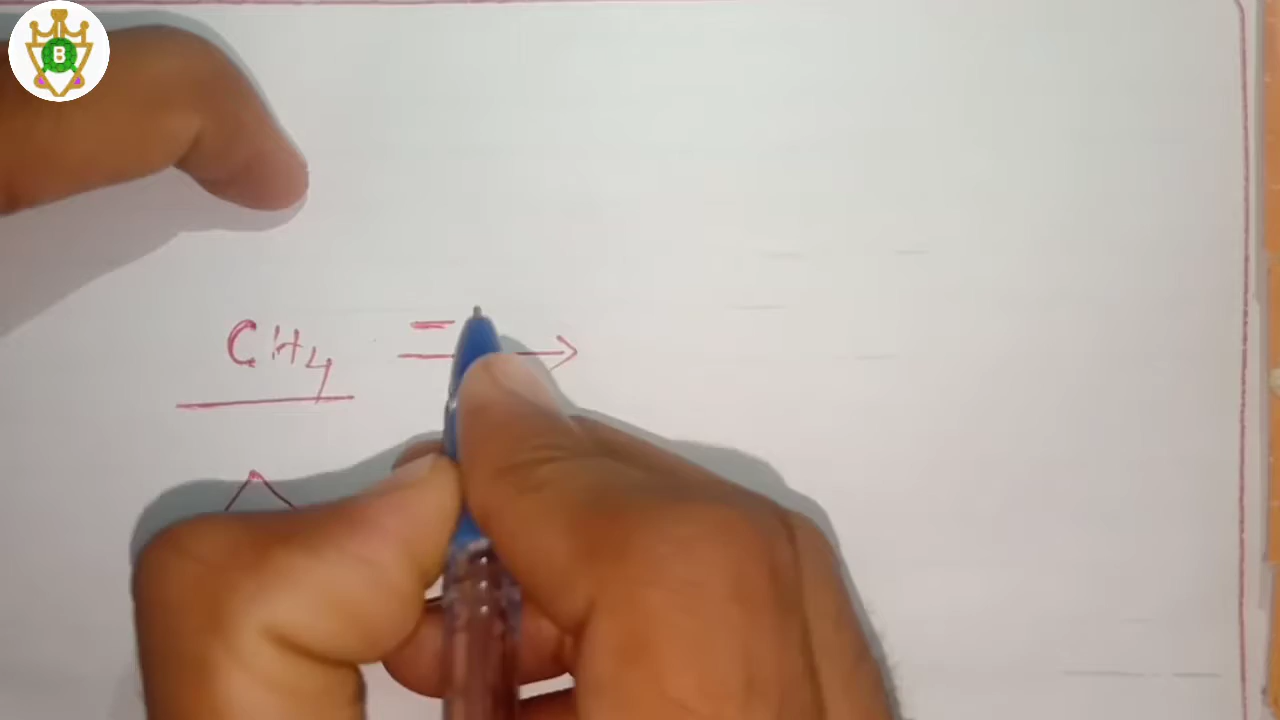 B
CH₄ = →